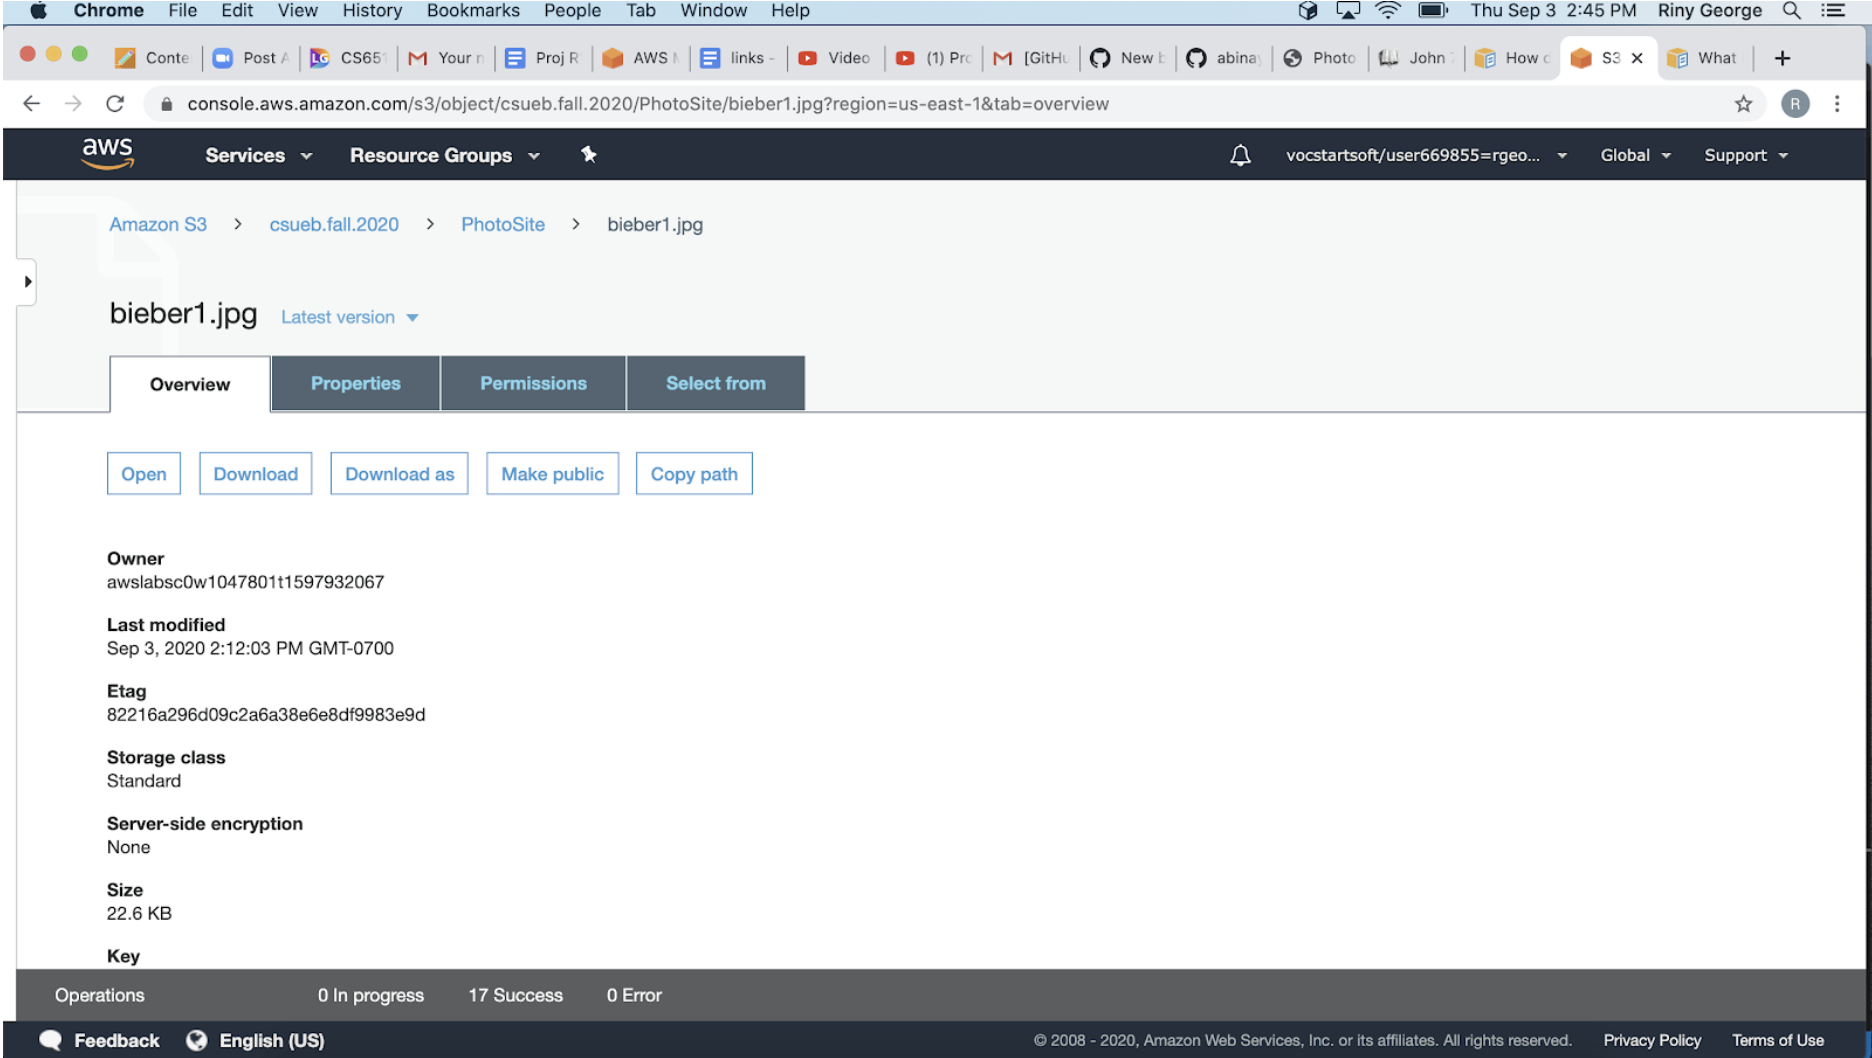 Chrome File Edit View History Bookmarks People Tab Window Help Thu Sep 3 2:45 PM Riny George
Conte Post A CS651 Your n Proj R AWS M links - Video (1) Pro [GitHu New b abinay Photo John How S3 What
console.aws.amazon.com/s3/object/csueb.fall.2020/PhotoSite/bieber1.jpg?region=us-east-1&tab=overview R
aws Services Resource Groups vocstartsoft/user669855=rgeo... Global Support
Amazon S3 > csueb.fall.2020 > PhotoSite > bieber1.jpg
bieber1.jpg Latest version
Overview Properties Permissions Select from
Open Download Download as Make public Copy path
Owner
awslabsc0w1047801t1597932067
Last modified
Sep 3, 2020 2:12:03 PM GMT-0700
Etag
82216a296d09c2a6a38e6e8df9983e9d
Storage class
Standard
Server-side encryption
None
Size
22.6 KB
Key
Operations 0 In progress 17 Success 0 Error
Feedback English (US) © 2008 - 2020, Amazon Web Services, Inc. or its affiliates. All rights reserved. Privacy Policy Terms of Use